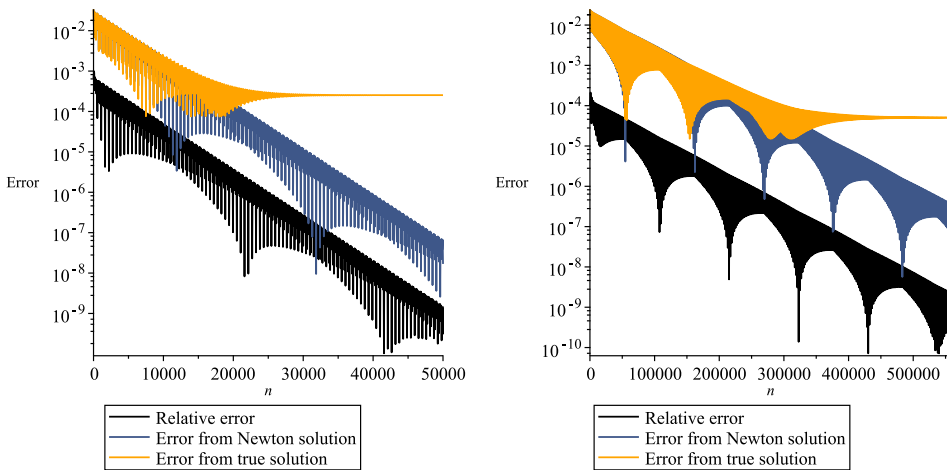 10^-2
10^-3
10^-4
10^-5
10^-6
10^-7
10^-8
10^-9
Error
0 10000 20000 30000 40000 50000
n
Relative error
Error from Newton solution
Error from true solution
10^-2
10^-3
10^-4
10^-5
10^-6
10^-7
10^-8
10^-9
10^-10
Error
0 100000 200000 300000 400000 500000
n
Relative error
Error from Newton solution
Error from true solution